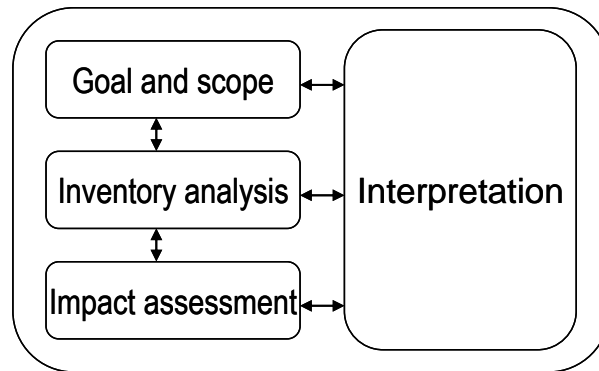 Goal and scope
Inventory analysis
Interpretation
Impact assessment